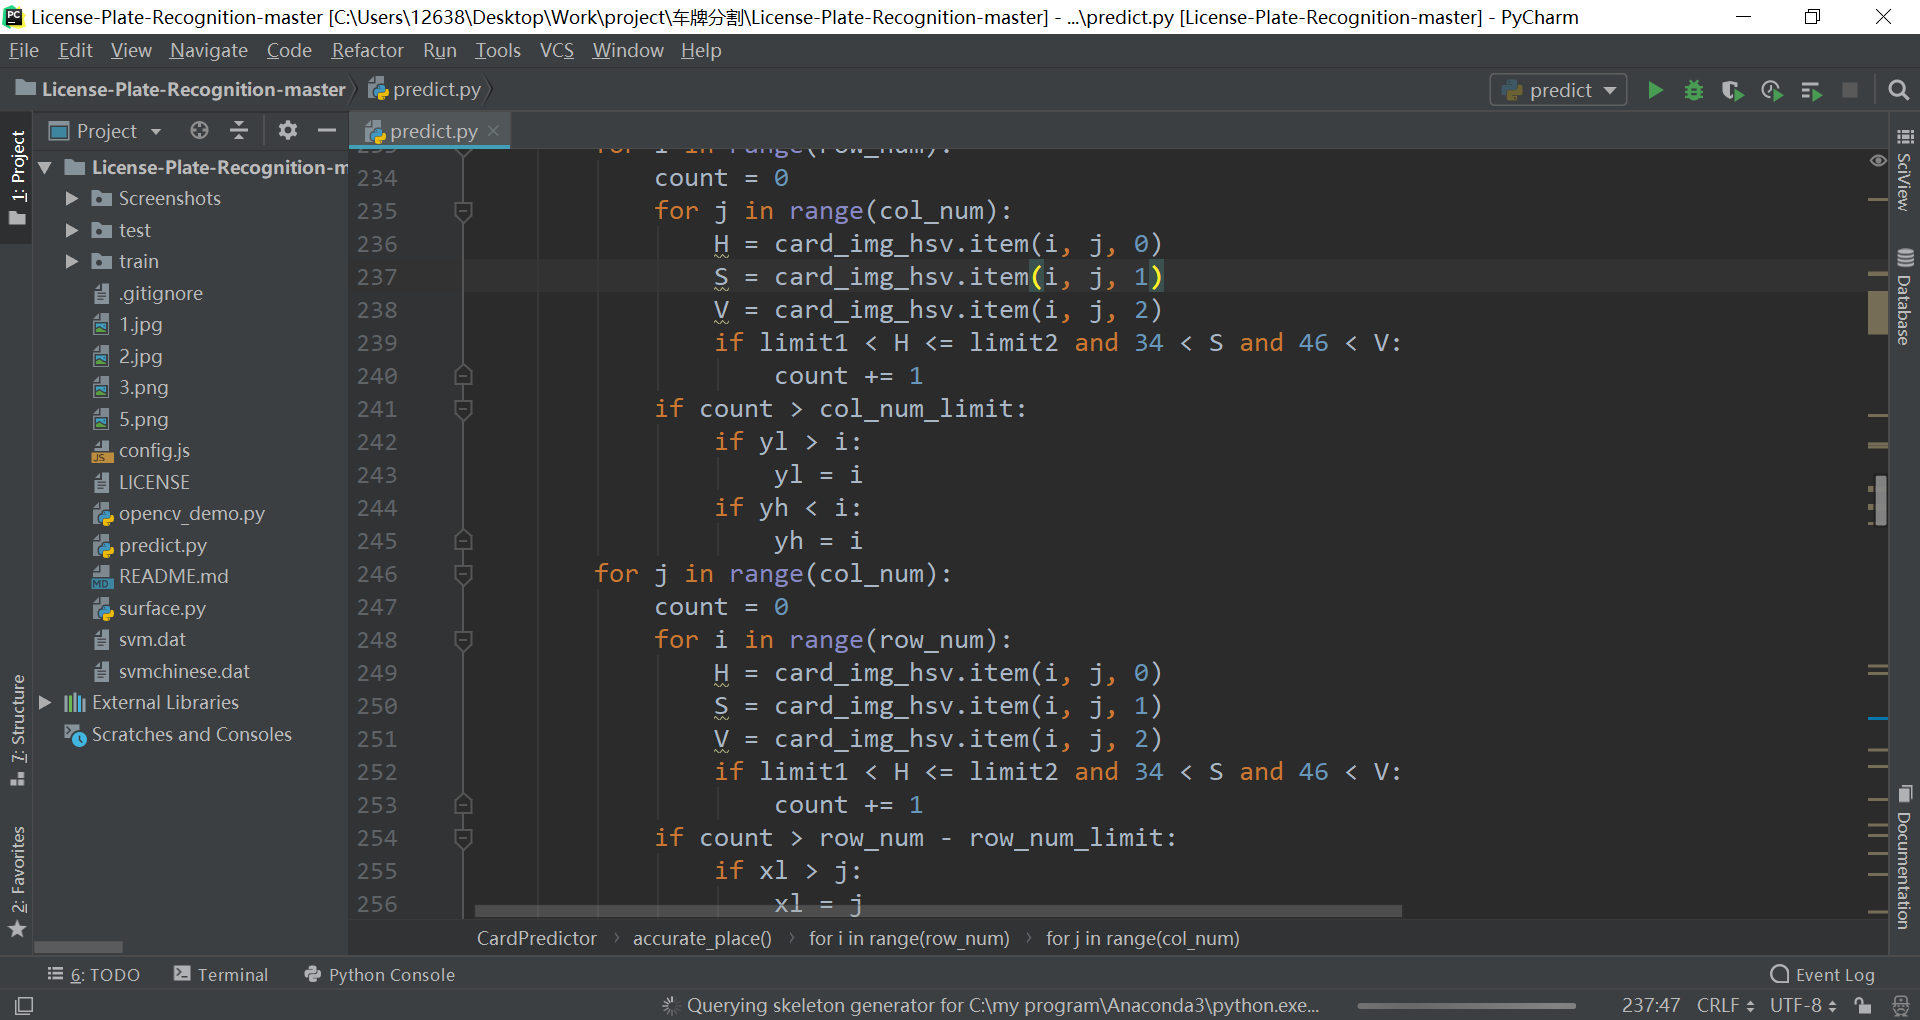 License-Plate-Recognition-master [C:\Users\12638\Desktop\Work\project\车牌分割\License-Plate-Recognition-master] - ...\predict.py [License-Plate-Recognition-master] - PyCharm
File Edit View Navigate Code Refactor Run Tools VCS Window Help
License-Plate-Recognition-master predict.py predict
Project predict.py
1: Project
License-Plate-Recognition-m
Screenshots
test
train
.gitignore
1.jpg
2.jpg
3.png
5.png
config.js
LICENSE
opencv_demo.py
predict.py
README.md
surface.py
svm.dat
svmchinese.dat
External Libraries
Scratches and Consoles
7: Structure
2: Favorites
233 for i in range(row_num):
234 count = 0
235 for j in range(col_num):
236 H = card_img_hsv.item(i, j, 0)
237 S = card_img_hsv.item(i, j, 1)
238 V = card_img_hsv.item(i, j, 2)
239 if limit1 < H <= limit2 and 34 < S and 46 < V:
240 count += 1
241 if count > col_num_limit:
242 if yl > i:
243 yl = i
244 if yh < i:
245 yh = i
246 for j in range(col_num):
247 count = 0
248 for i in range(row_num):
249 H = card_img_hsv.item(i, j, 0)
250 S = card_img_hsv.item(i, j, 1)
251 V = card_img_hsv.item(i, j, 2)
252 if limit1 < H <= limit2 and 34 < S and 46 < V:
253 count += 1
254 if count > row_num - row_num_limit:
255 if xl > j:
256 xl = j
CardPredictor accurate_place() for i in range(row_num) for j in range(col_num)
SciView
Database
Documentation
6: TODO Terminal Python Console Event Log
Querying skeleton generator for C:\my program\Anaconda3\python.exe... 237:47 CRLF UTF-8